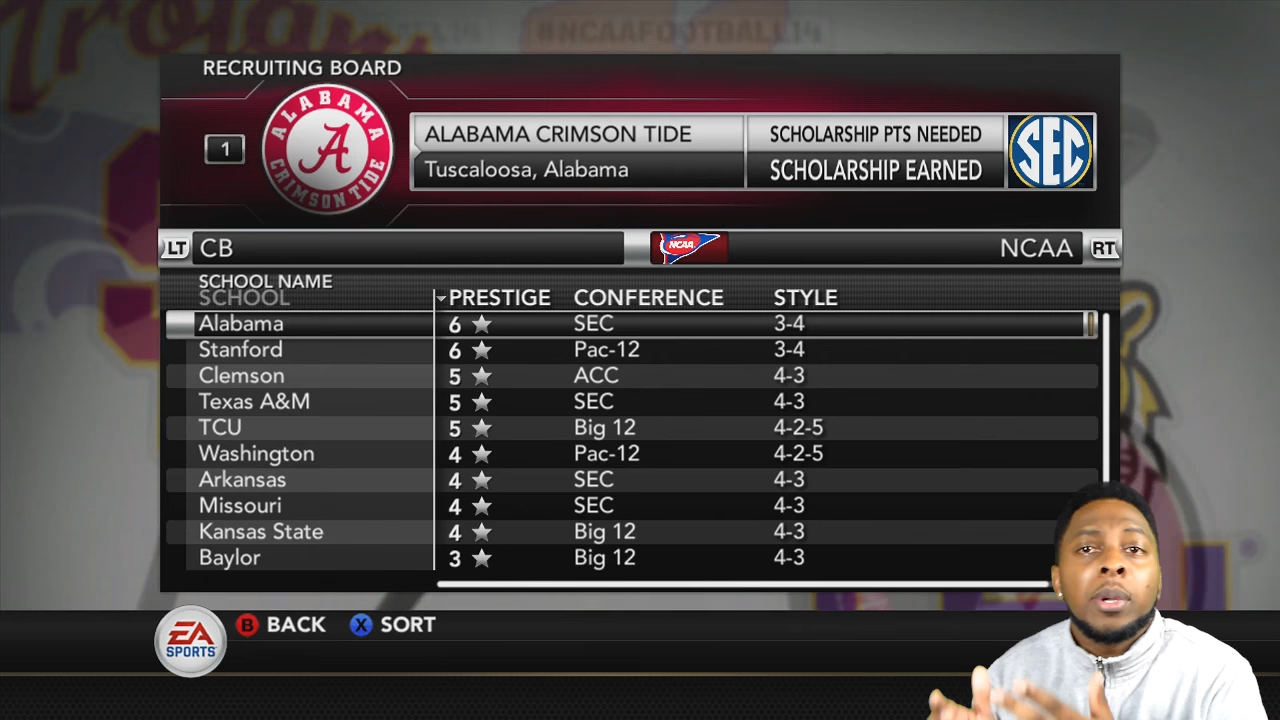 Trojans
#NCAAFOOTBALL14
RECRUITING BOARD
1
ALABAMA
A
CRIMSON TIDE
ALABAMA CRIMSON TIDE
SCHOLARSHIP PTS NEEDED
Tuscaloosa, Alabama
SCHOLARSHIP EARNED
SEC
LT
CB
NCAA
NCAA
RT
SCHOOL NAME
SCHOOL PRESTIGE CONFERENCE STYLE
Alabama 6 SEC 3-4
Stanford 6 Pac-12 3-4
Clemson 5 ACC 4-3
Texas A&M 5 SEC 4-3
TCU 5 Big 12 4-2-5
Washington 4 Pac-12 4-2-5
Arkansas 4 SEC 4-3
Missouri 4 SEC 4-3
Kansas State 4 Big 12 4-3
Baylor 3 Big 12 4-3
EA SPORTS
B BACK X SORT